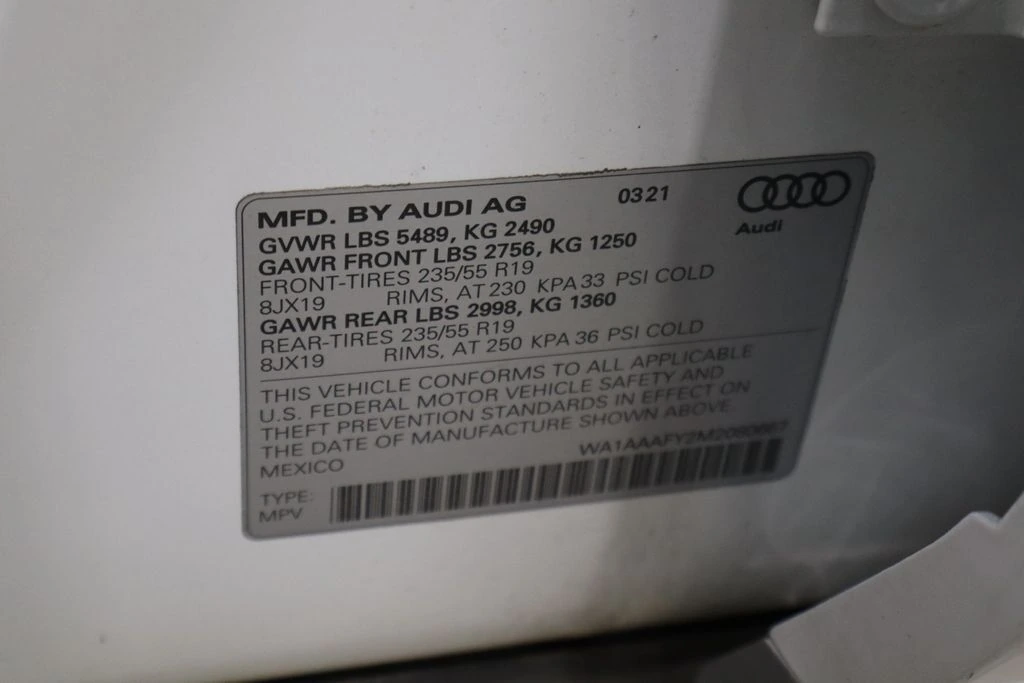 MFD. BY AUDI AG 0321
Audi
GVWR LBS 5489, KG 2490
GAWR FRONT LBS 2756, KG 1250
FRONT-TIRES 235/55 R19
8JX19 RIMS, AT 230 KPA 33 PSI COLD
GAWR REAR LBS 2998, KG 1360
REAR-TIRES 235/55 R19
8JX19 RIMS, AT 250 KPA 36 PSI COLD
THIS VEHICLE CONFORMS TO ALL APPLICABLE
U.S. FEDERAL MOTOR VEHICLE SAFETY AND
THEFT PREVENTION STANDARDS IN EFFECT ON
THE DATE OF MANUFACTURE SHOWN ABOVE.
MEXICO
TYPE:
MPV